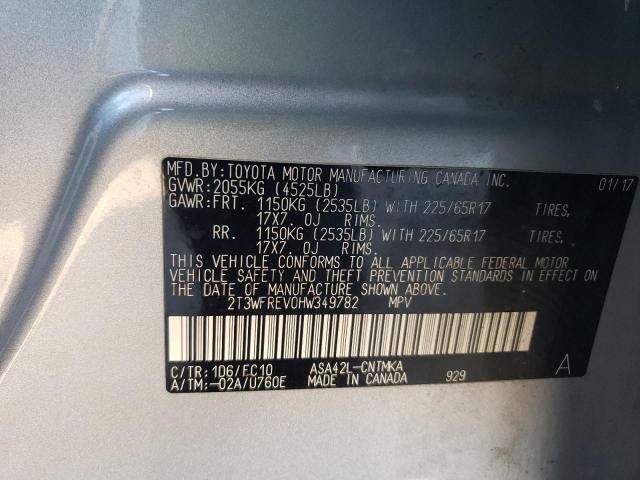 MFD.BY:TOYOTA MOTOR MANUFACTURING CANADA INC. 01/17
GVWR:2055KG (4525LB)
GAWR:FRT. 1150KG (2535LB) WITH 225/65R17 TIRES,
17X7.0J RIMS.
RR. 1150KG (2535LB) WITH 225/65R17 TIRES,
17X7.0J RIMS.
THIS VEHICLE CONFORMS TO ALL APPLICABLE FEDERAL MOTOR
VEHICLE SAFETY AND THEFT PREVENTION STANDARDS IN EFFECT ON
THE DATE OF MANUFACTURE SHOWN ABOVE.
2T3WFREV0HW349782 MPV
C/TR:1D6/FC10 ASA42L-CNTMKA A
A/TM:-02A/U760E MADE IN CANADA 929